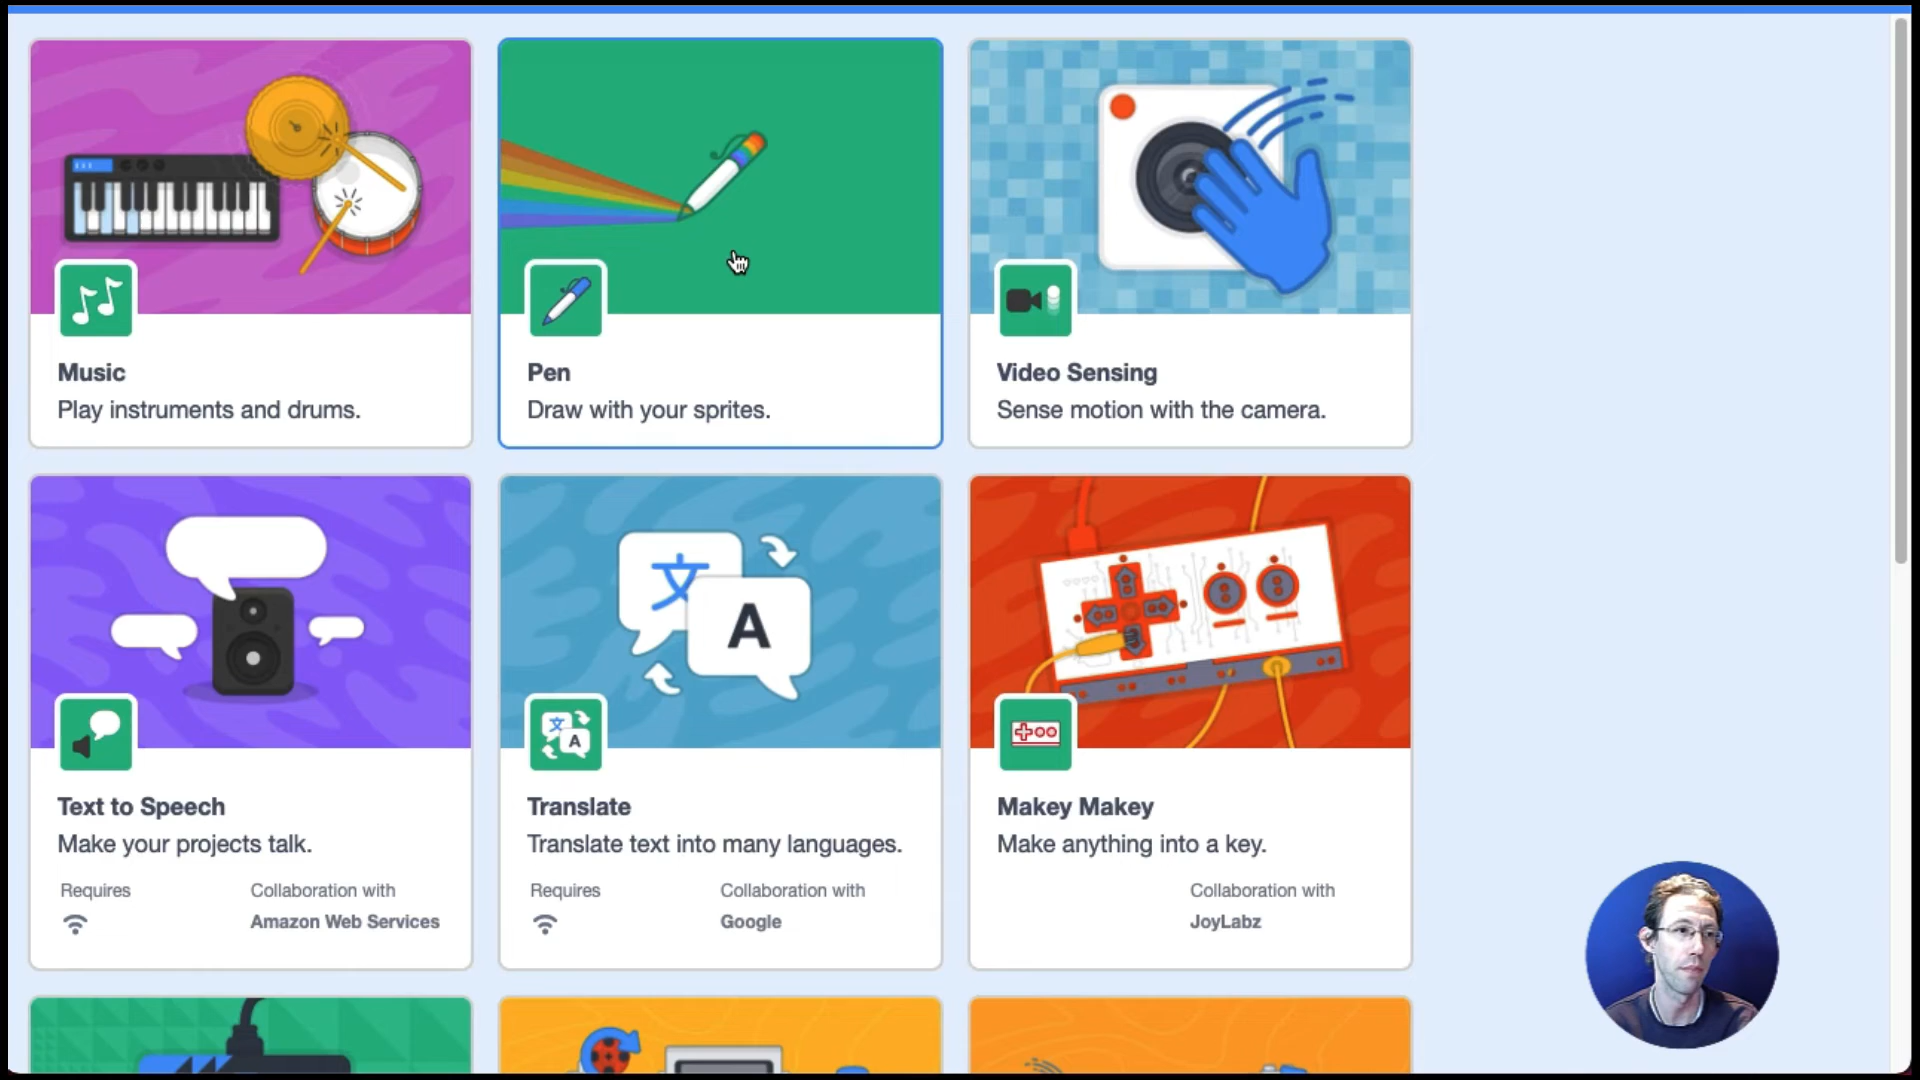 Music
Play instruments and drums.
Pen
Draw with your sprites.
Video Sensing
Sense motion with the camera.
文
A
文
A
Text to Speech
Make your projects talk.
Requires
Collaboration with
Amazon Web Services
Translate
Translate text into many languages.
Requires
Collaboration with
Google
Makey Makey
Make anything into a key.
Collaboration with
JoyLabz